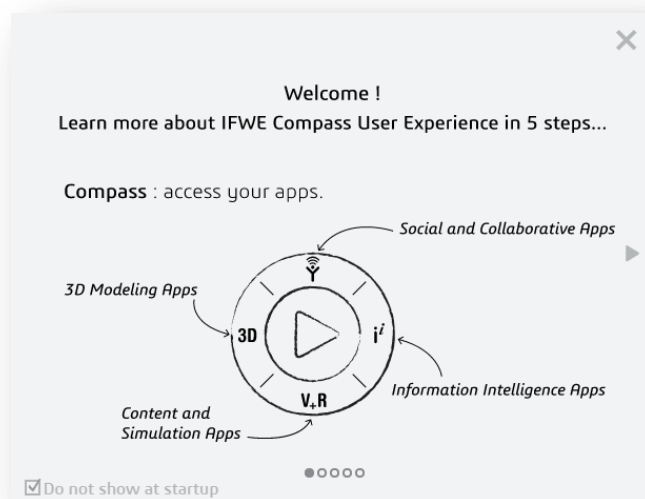 Welcome !
Learn more about IFWE Compass User Experience in 5 steps...
Compass : access your apps.
Social and Collaborative Apps
3D Modeling Apps
3D
iⁱ
V+R
Information Intelligence Apps
Content and
Simulation Apps
Do not show at startup